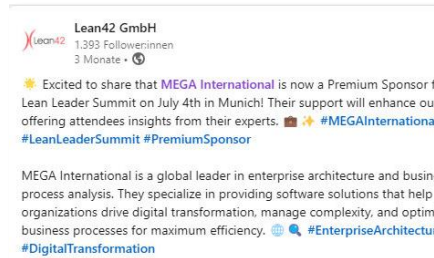 Lean42
Lean42 GmbH
1.393 Follower:innen
3 Monate •
Excited to share that MEGA International is now a Premium Sponsor
Lean Leader Summit on July 4th in Munich! Their support will enhance
offering attendees insights from their experts. #MEGAInternationa
#LeanLeaderSummit #PremiumSponsor
MEGA International is a global leader in enterprise architecture and busin
process analysis. They specialize in providing software solutions that help
organizations drive digital transformation, manage complexity, and optim
business processes for maximum efficiency. #EnterpriseArchitectu
#DigitalTransformation